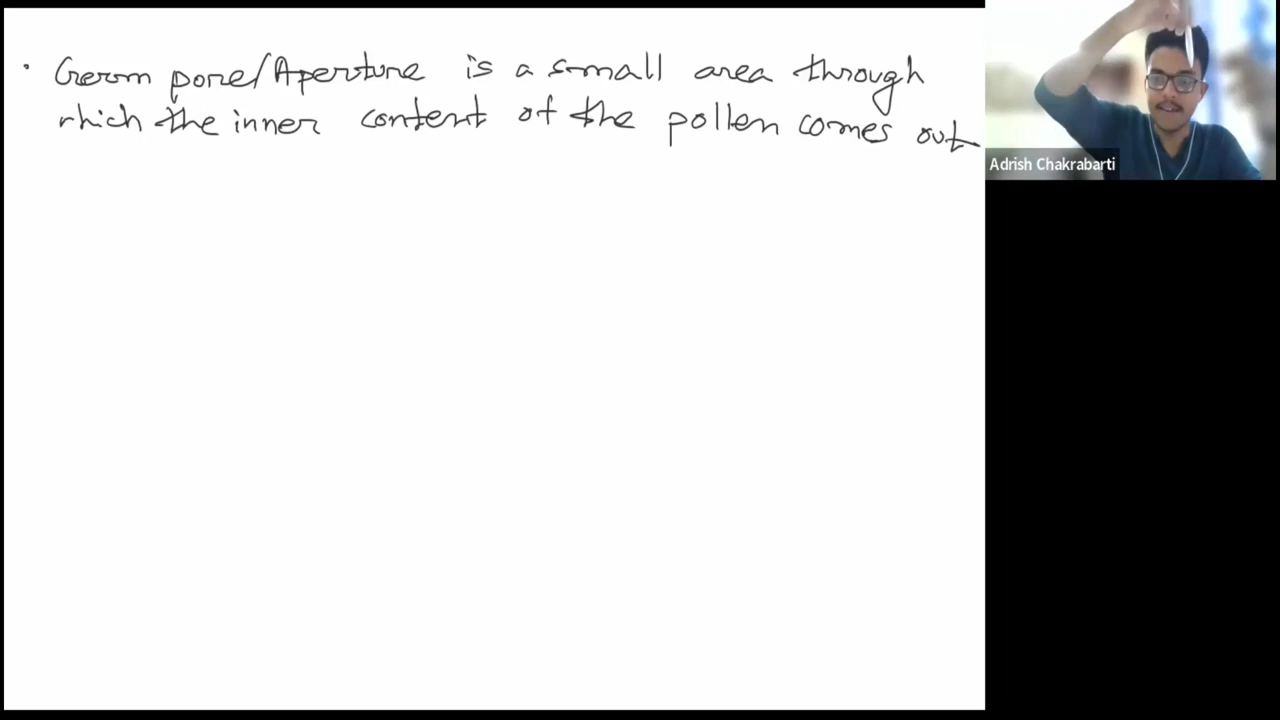 · Germ pore/Aperture is a small area through
which the inner content of the pollen comes out
Adrish Chakrabarti